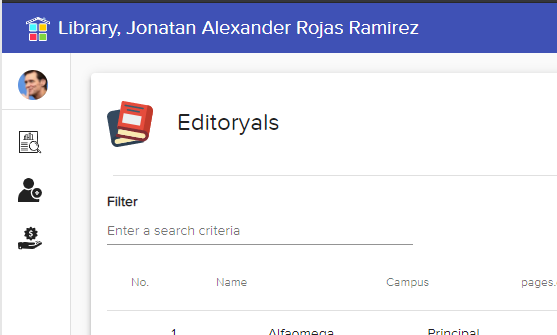 Library, Jonatan Alexander Rojas Ramirez
Editoryals
Filter
Enter a search criteria
No. Name Campus pages.
1 Alfaomega Principal